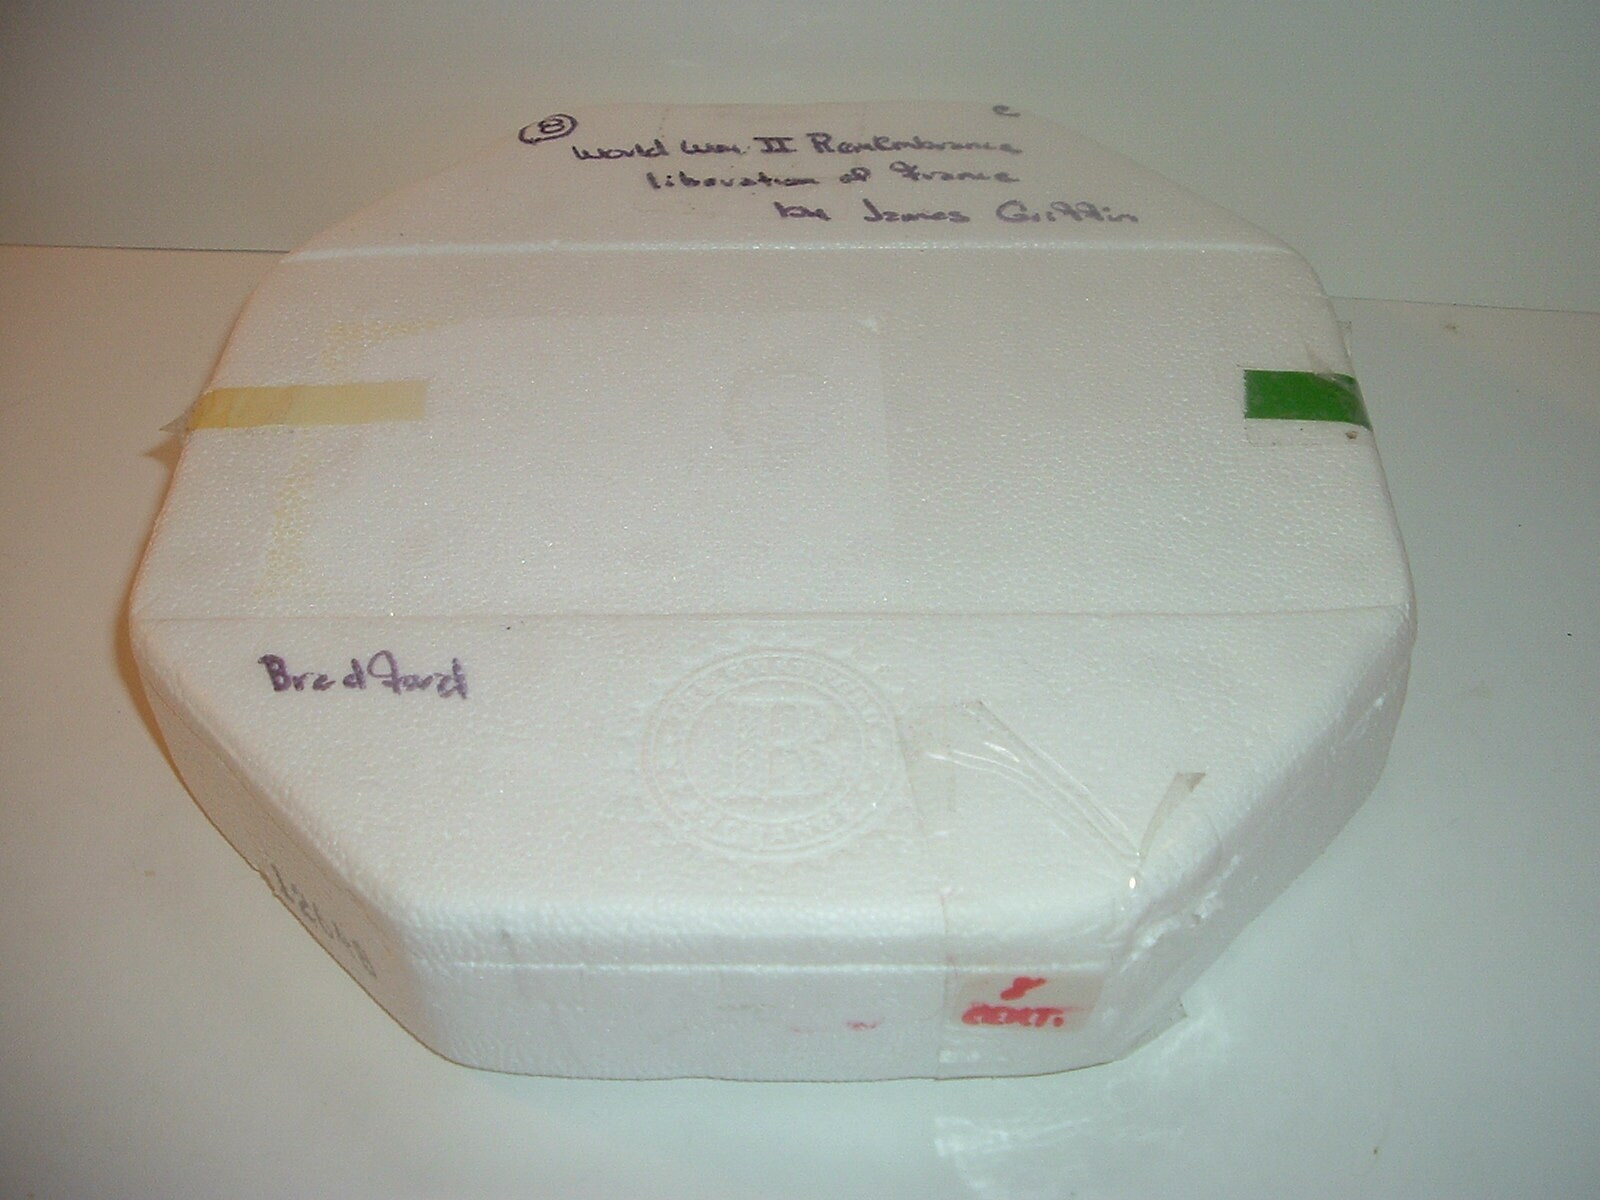 8
c
World War II Remembrance
liberation of France
by James Griffin
Bradford
8
CERT.